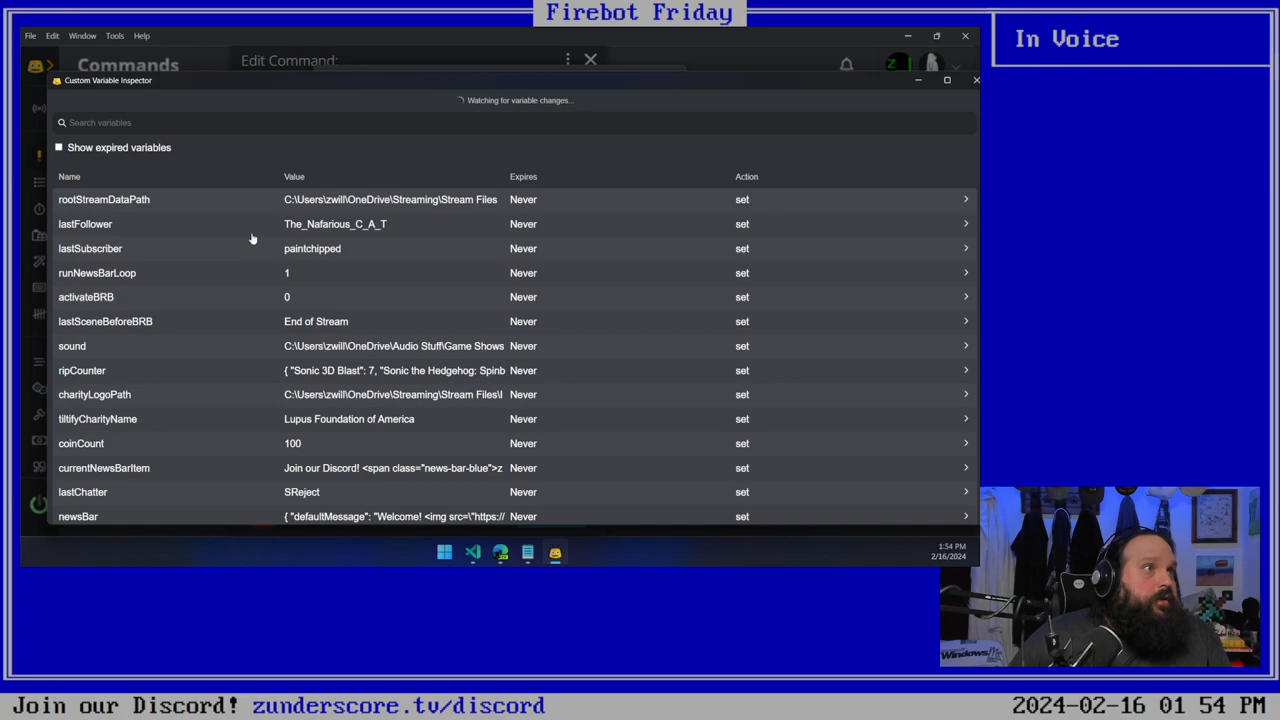 Firebot Friday
File Edit Window Tools Help
In Voice
Commands
Edit Command:
Custom Variable Inspector
Watching for variable changes...
Search variables
Show expired variables
Name Value Expires Action
rootStreamDataPath C:\Users\zwill\OneDrive\Streaming\Stream Files Never set
lastFollower The_Nafarious_C_A_T Never set
lastSubscriber paintchipped Never set
runNewsBarLoop 1 Never set
activateBRB 0 Never set
lastSceneBeforeBRB End of Stream Never set
sound C:\Users\zwill\OneDrive\Audio Stuff\Game Shows Never set
ripCounter { "Sonic 3D Blast": 7, "Sonic the Hedgehog: Spinb Never set
charityLogoPath C:\Users\zwill\OneDrive\Streaming\Stream Files\I Never set
tiltifyCharityName Lupus Foundation of America Never set
coinCount 100 Never set
currentNewsBarItem Join our Discord! <span class="news-bar-blue">z Never set
lastChatter SReject Never set
newsBar { "defaultMessage": "Welcome! <img src=\"https:// Never set
1:54 PM
2/16/2024
Windows Me
Join our Discord! zunderscore.tv/discord 2024-02-16 01 54 PM